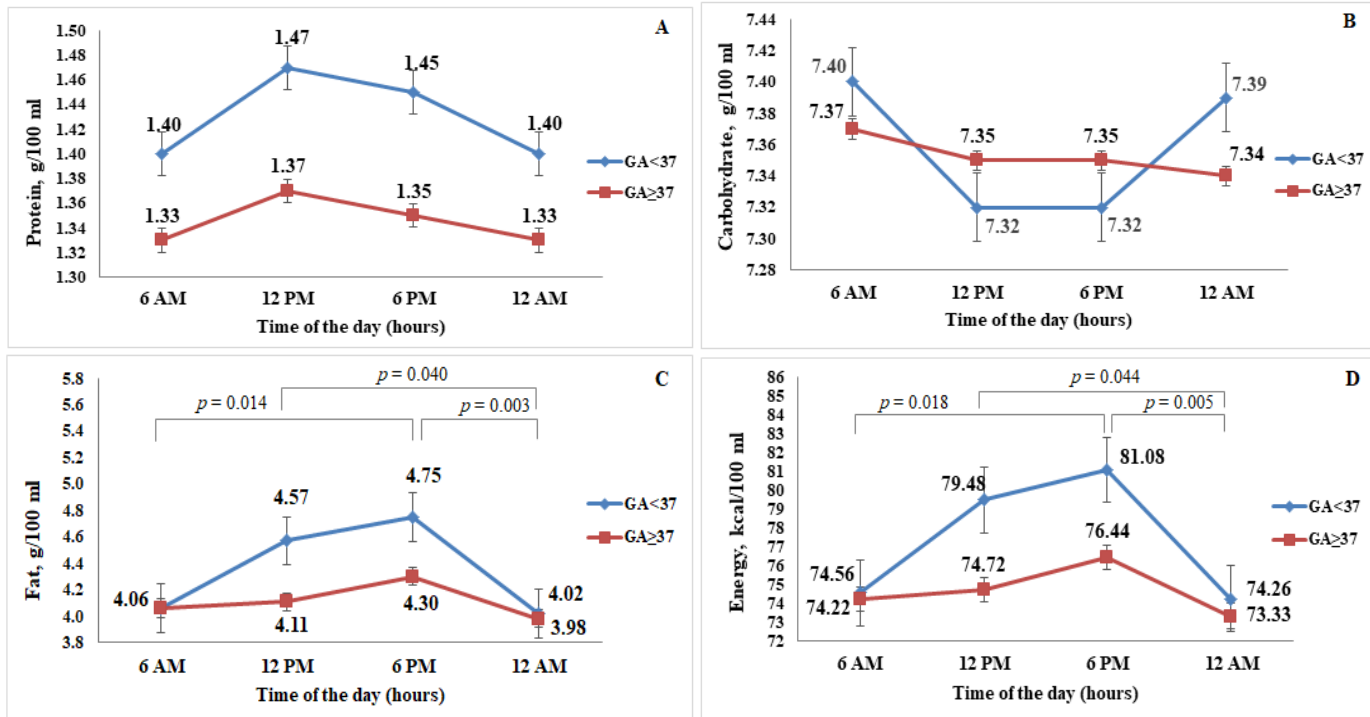 A
Protein, g/100 ml
1.50
1.48
1.46
1.44
1.42
1.40
1.38
1.36
1.34
1.32
1.30
1.40
1.47
1.45
1.40
1.33
1.37
1.35
1.33
GA<37
GA≥37
6 AM 12 PM 6 PM 12 AM
Time of the day (hours)
B
Carbohydrate, g/100 ml
7.44
7.42
7.40
7.38
7.36
7.34
7.32
7.30
7.28
7.40
7.39
7.37
7.35
7.35
7.34
7.32
7.32
GA<37
GA≥37
6 AM 12 PM 6 PM 12 AM
Time of the day (hours)
C
Fat, g/100 ml
5.8
5.6
5.4
5.2
5.0
4.8
4.6
4.4
4.2
4.0
3.8
p = 0.040
p = 0.014
p = 0.003
4.57
4.75
4.06
4.02
4.11
4.30
3.98
GA<37
GA≥37
6 AM 12 PM 6 PM 12 AM
Time of the day (hours)
D
Energy, kcal/100 ml
86
85
84
83
82
81
80
79
78
77
76
75
74
73
72
p = 0.044
p = 0.018
p = 0.005
79.48
81.08
74.56
74.26
74.22
74.72
76.44
73.33
GA<37
GA≥37
6 AM 12 PM 6 PM 12 AM
Time of the day (hours)